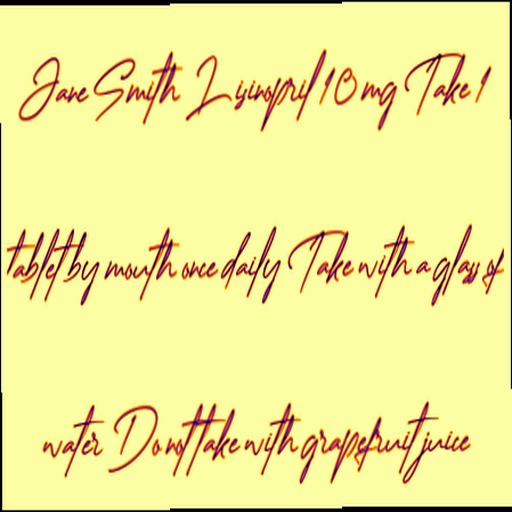 Jane Smith Lisinopril 10 mg Take 1
tablet by mouth once daily Take with a glass of
water Do not take with grapefruit juice